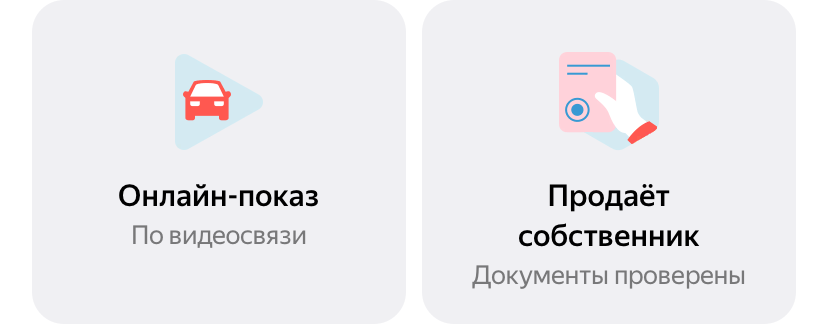 Онлайн-показ
По видеосвязи
Продаёт
собственник
Документы проверены